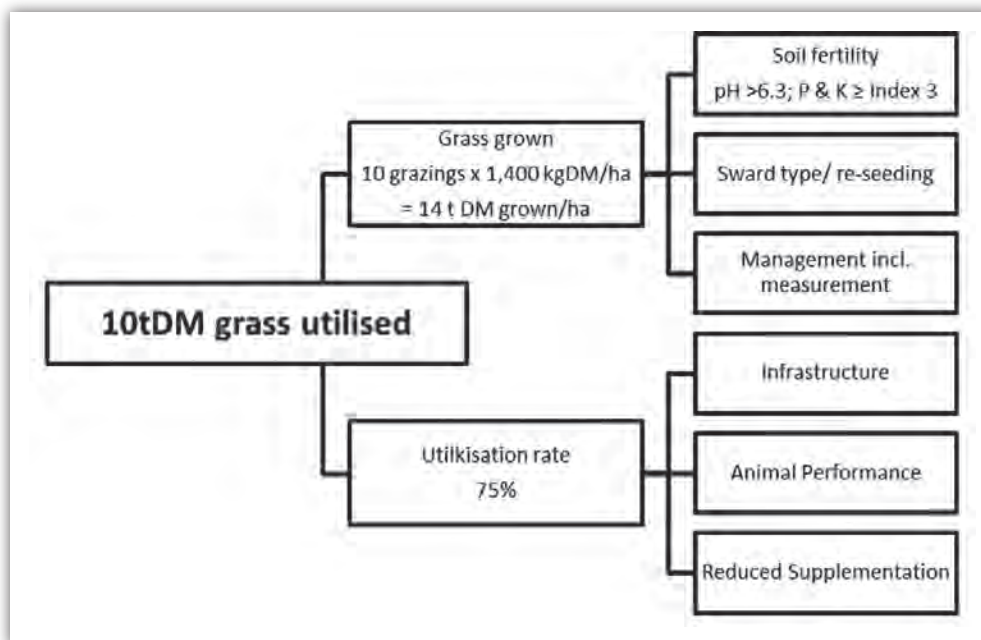 10tDM grass utilised
Grass grown
10 grazings x 1,400 kgDM/ha
= 14 t DM grown/ha
Soil fertility
pH >6.3; P & K ≥ Index 3
Sward type/ re-seeding
Management incl.
measurement
Utilkisation rate
75%
Infrastructure
Animal Performance
Reduced Supplementation